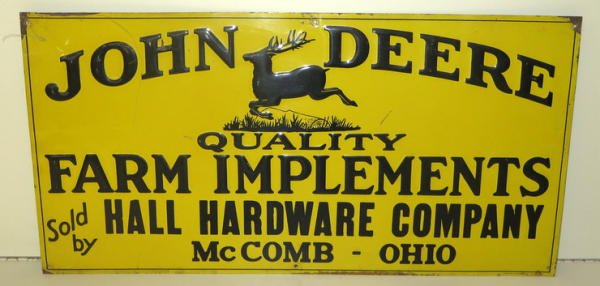 JOHN DEERE
QUALITY
FARM IMPLEMENTS
Sold by HALL HARDWARE COMPANY
McCOMB - OHIO